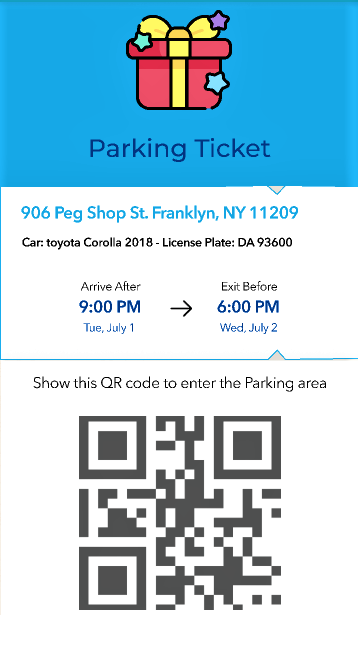 Parking Ticket
906 Peg Shop St. Franklyn, NY 11209
Car: toyota Corolla 2018 - License Plate: DA 93600
Arrive After Exit Before
9:00 PM → 6:00 PM
Tue, July 1 Wed, July 2
Show this QR code to enter the Parking area